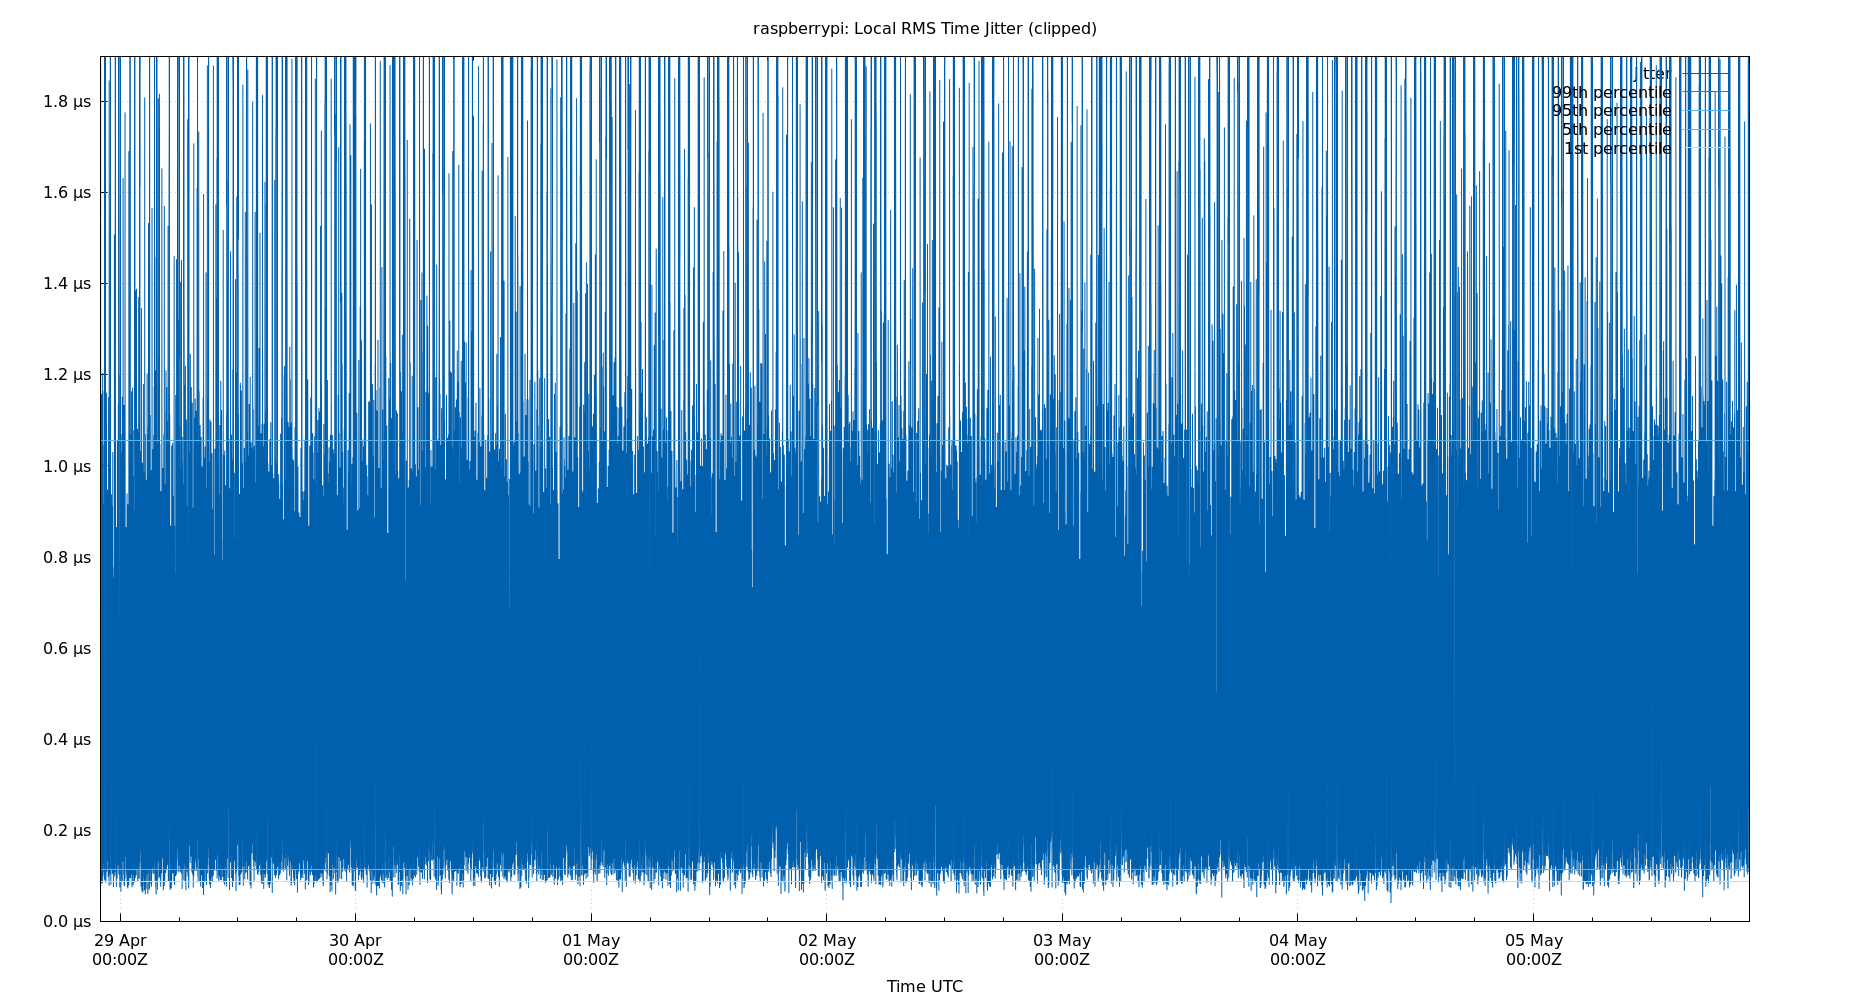 raspberrypi: Local RMS Time Jitter (clipped)
jitter
99th percentile
95th percentile
5th percentile
1st percentile
1.8 μs
1.6 μs
1.4 μs
1.2 μs
1.0 μs
0.8 μs
0.6 μs
0.4 μs
0.2 μs
0.0 μs
29 Apr 30 Apr 01 May 02 May 03 May 04 May 05 May
00:00Z 00:00Z 00:00Z 00:00Z 00:00Z 00:00Z 00:00Z
Time UTC